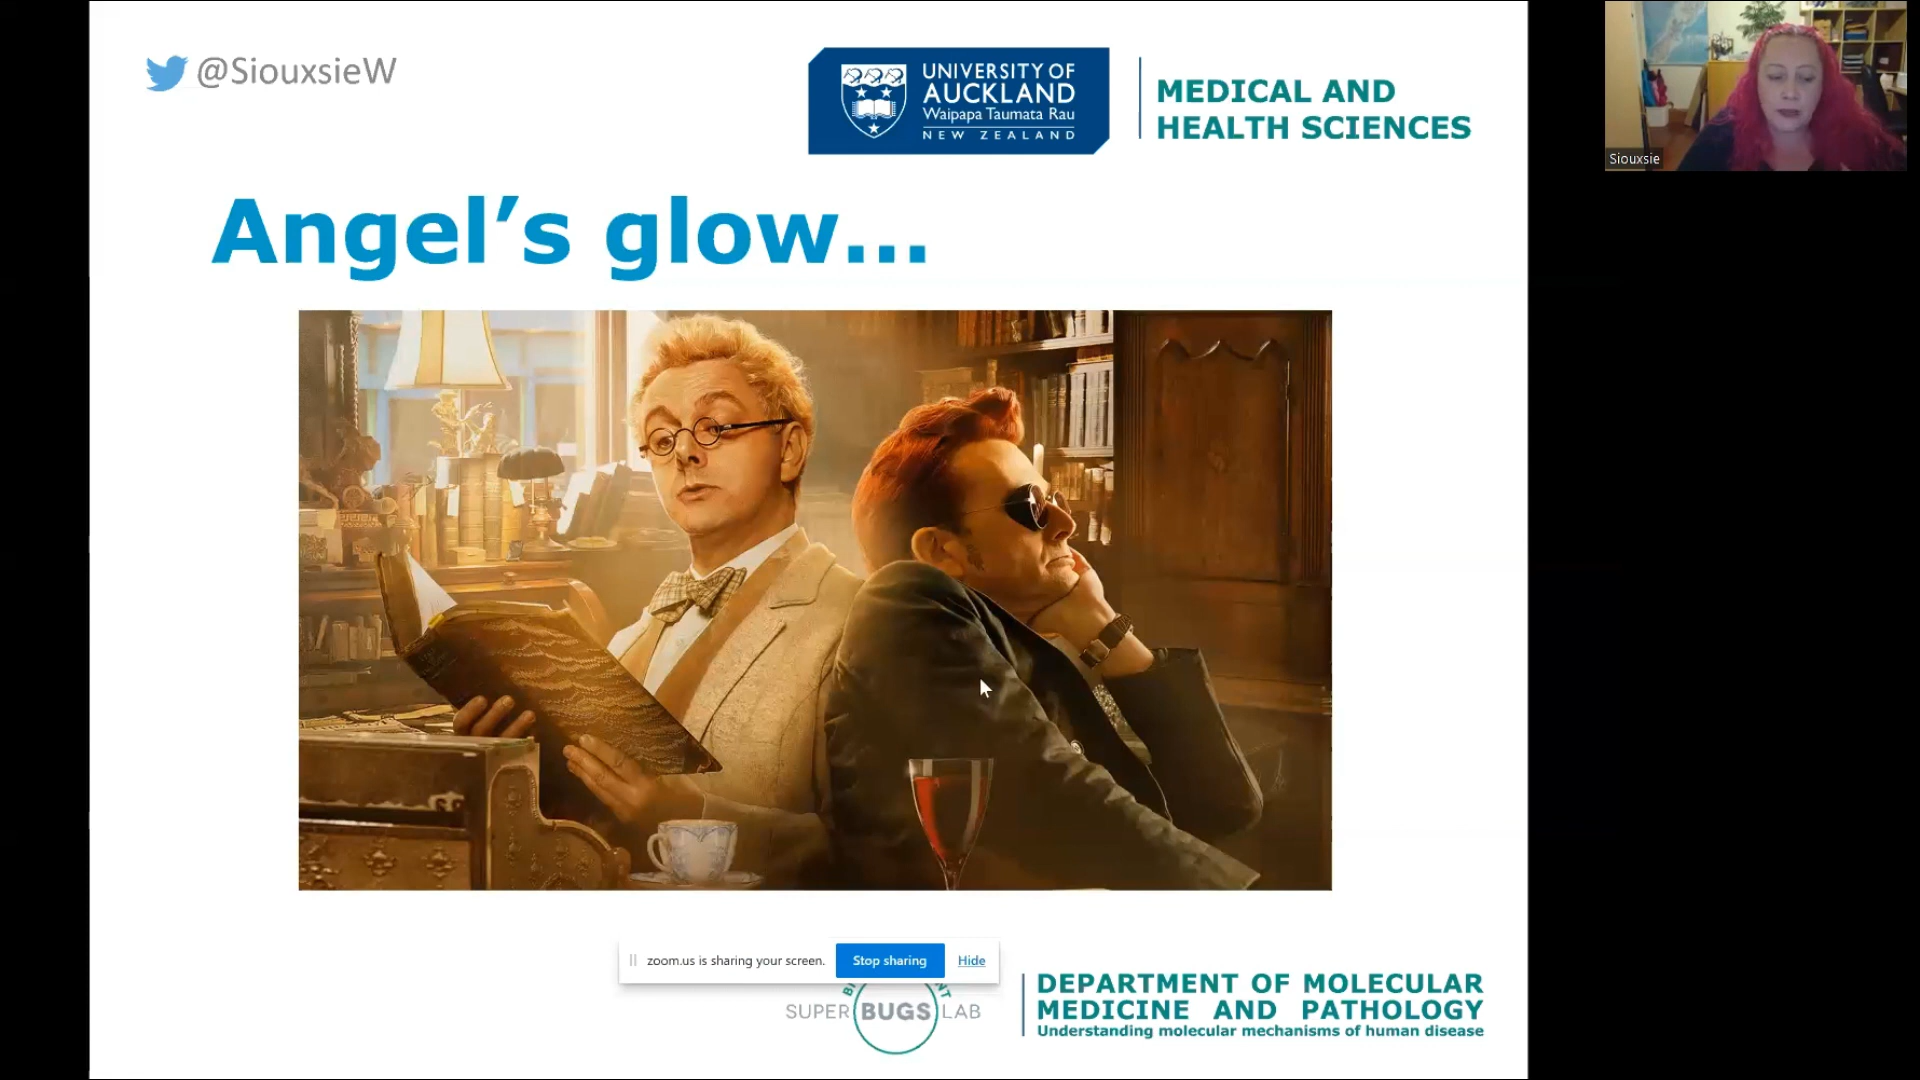 @SiouxsieW
UNIVERSITY OF
AUCKLAND
Waipapa Taumata Rau
NEW ZEALAND
MEDICAL AND
HEALTH SCIENCES
Siouxsie
Angel’s glow…
zoom.us is sharing your screen.
Stop sharing
Hide
SUPER BUGS LAB
DEPARTMENT OF MOLECULAR
MEDICINE AND PATHOLOGY
Understanding molecular mechanisms of human disease